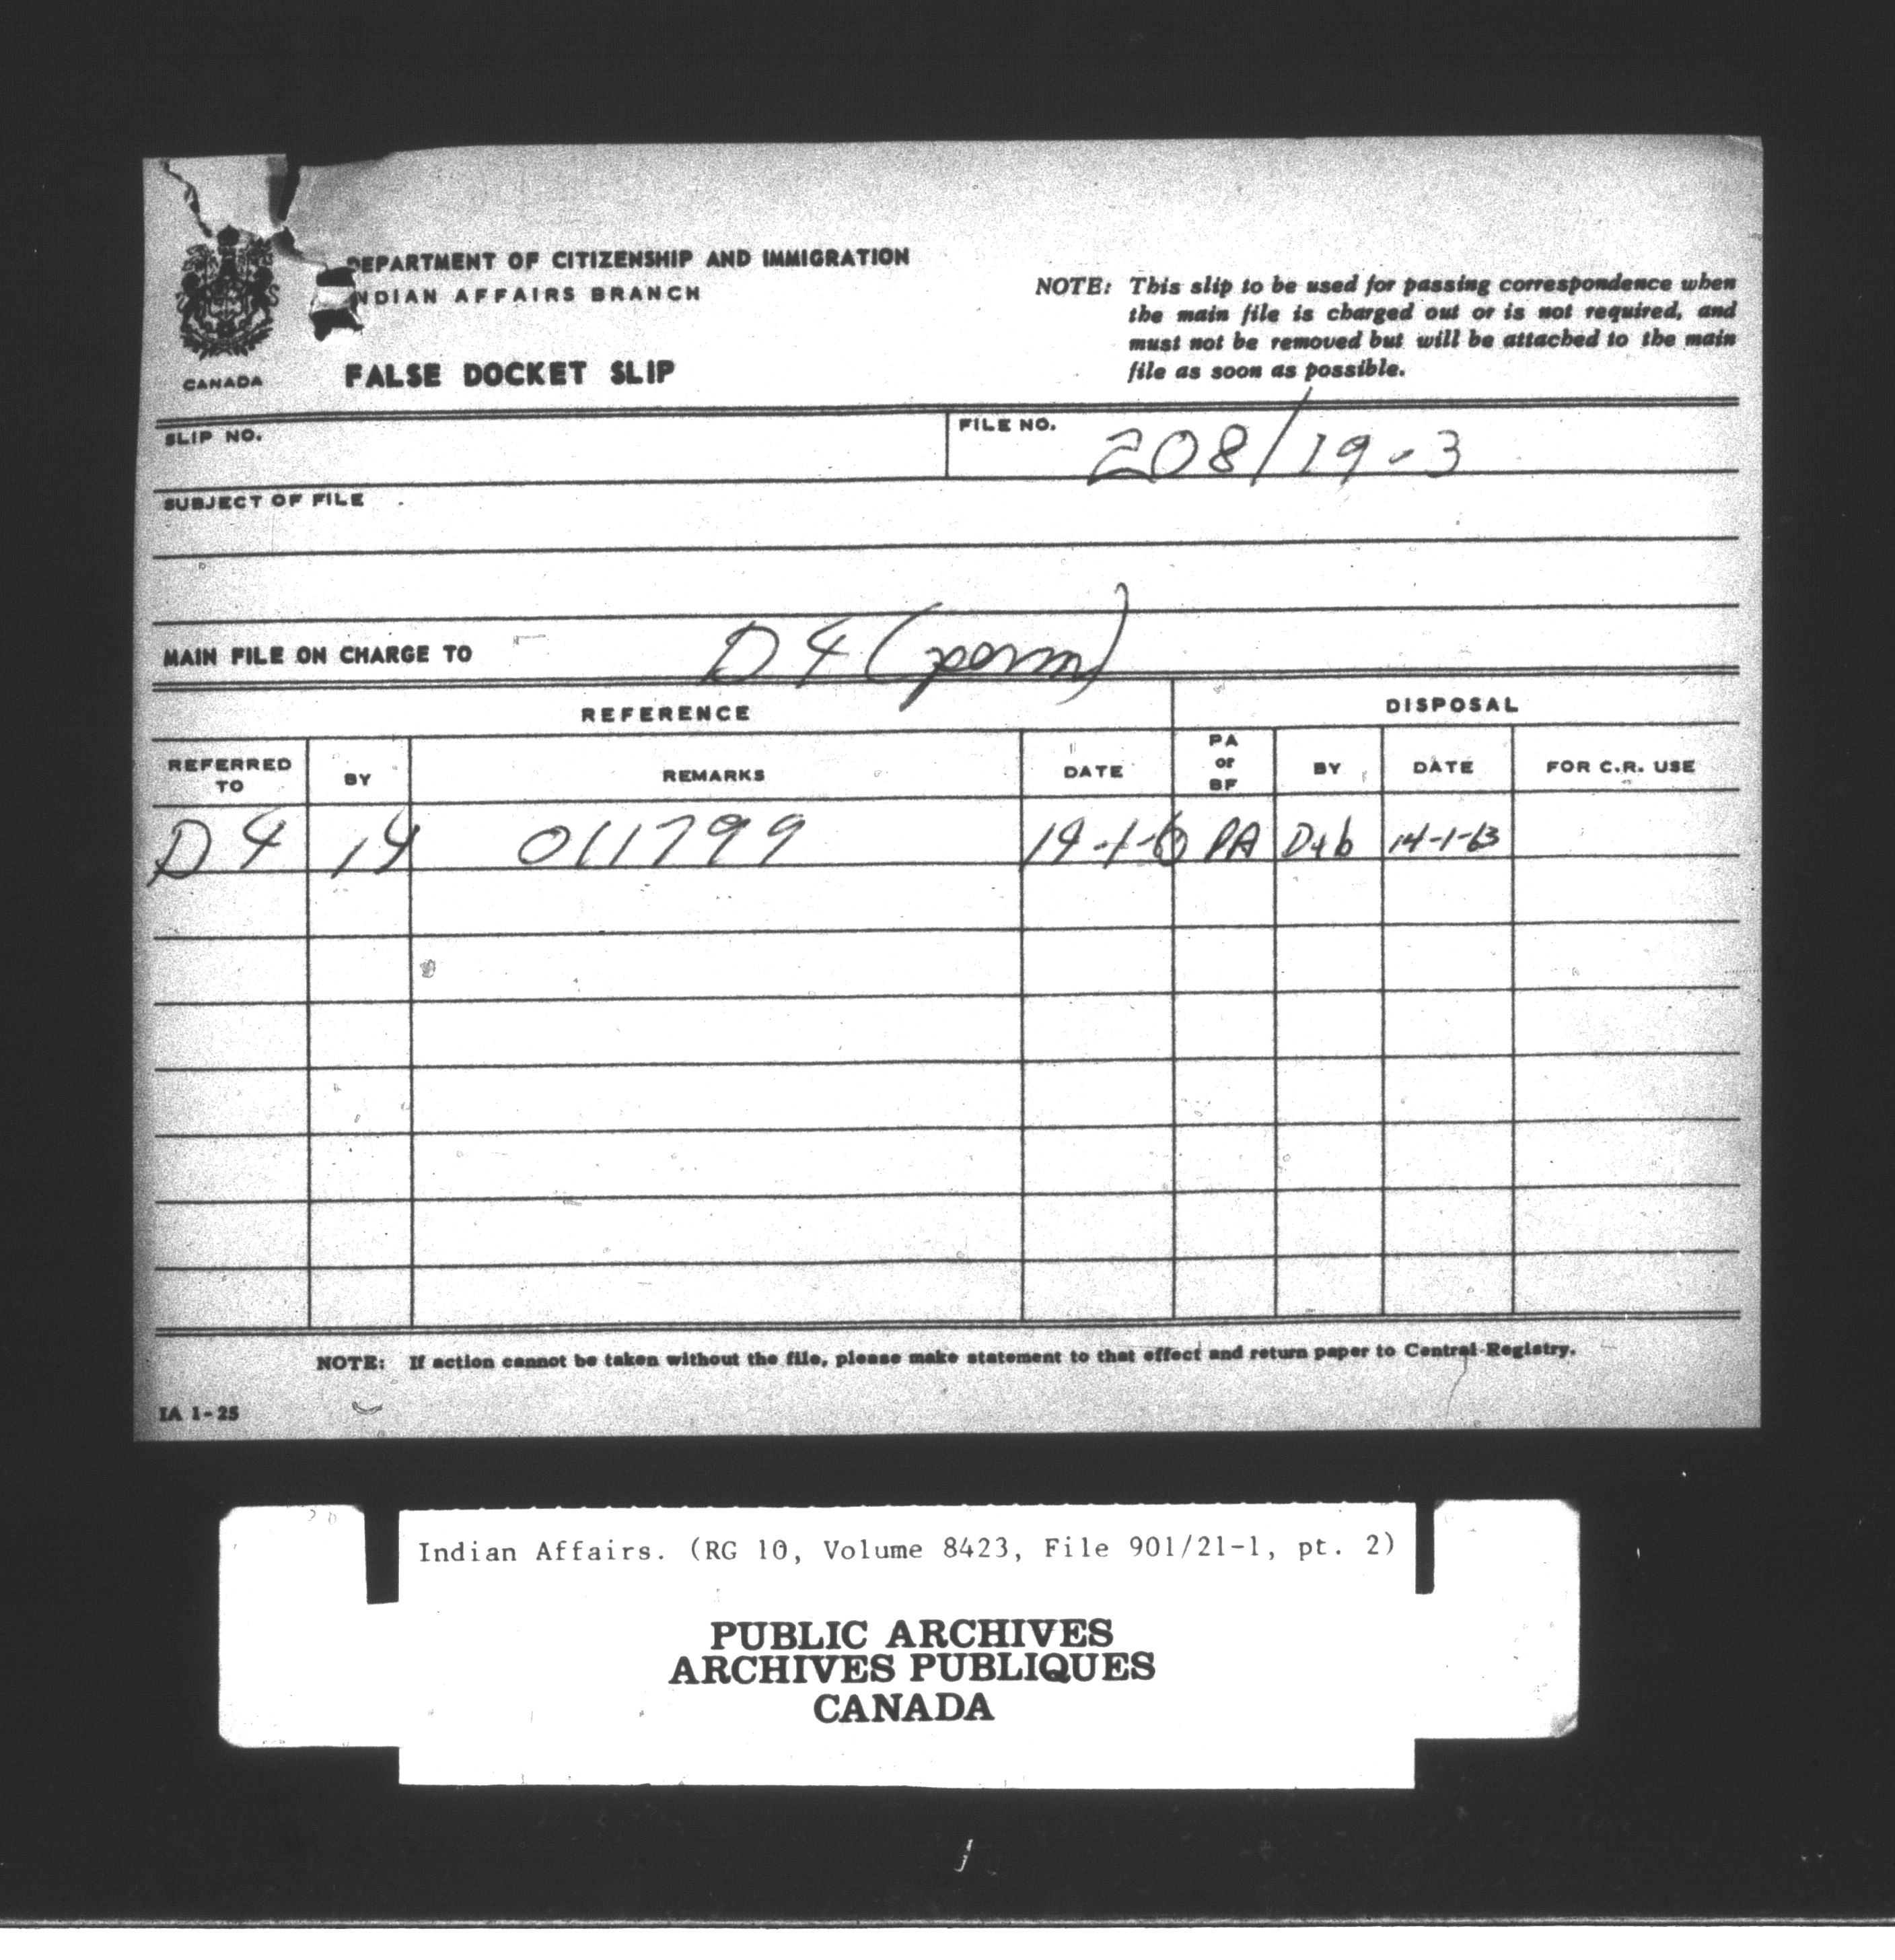 DEPARTMENT OF CITIZENSHIP AND IMMIGRATION
INDIAN AFFAIRS BRANCH
NOTE: This slip to be used for passing correspondence when
the main file is charged out or is not required, and
must not be removed but will be attached to the main
file as soon as possible.
CANADA
FALSE DOCKET SLIP
SLIP NO.
FILE NO. 208/19-3
SUBJECT OF FILE
MAIN FILE ON CHARGE TO D4 (perm)
REFERENCE DISPOSAL
REFERRED TO BY REMARKS DATE PA or BF BY DATE FOR C.R. USE
D4 14 011799 14-1-6 PA D4b 14-1-63
NOTE: If action cannot be taken without the file, please make statement to that effect and return paper to Central Registry.
IA 1-25
Indian Affairs. (RG 10, Volume 8423, File 901/21-1, pt. 2)
PUBLIC ARCHIVES
ARCHIVES PUBLIQUES
CANADA